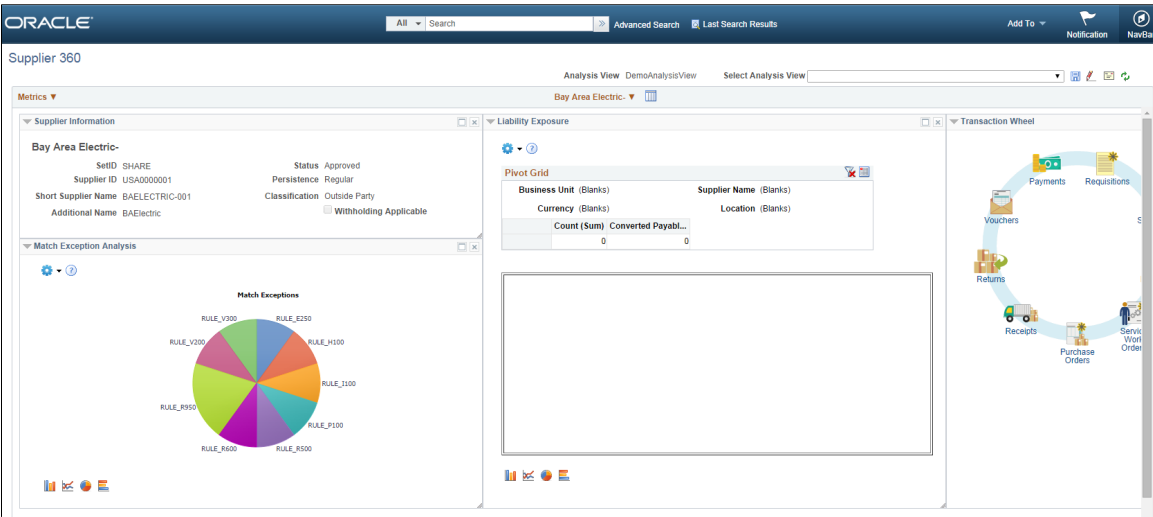 ORACLE
All Search Advanced Search Last Search Results Add To Notification NavBa
Supplier 360
Analysis View DemoAnalysisView Select Analysis View
Metrics Bay Area Electric-
Supplier Information
Bay Area Electric-
SetID SHARE Status Approved
Supplier ID USA0000001 Persistence Regular
Short Supplier Name BAELECTRIC-001 Classification Outside Party
Additional Name BAElectric Withholding Applicable
Match Exception Analysis
Match Exceptions
RULE_V300 RULE_E250
RULE_V200 RULE_H100
RULE_I100
RULE_R950
RULE_P100
RULE_R600 RULE_R500
Liability Exposure
Pivot Grid
Business Unit (Blanks) Supplier Name (Blanks)
Currency (Blanks) Location (Blanks)
Count (Sum) Converted Payabl...
0 0
Transaction Wheel
Payments Requisitions
Vouchers S
Returns
Receipts
Purchase
Orders
Servic
Work
Order